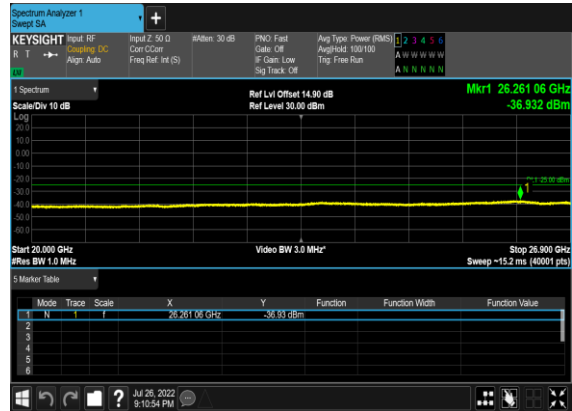 Spectrum Analyzer 1
Swept SA
+
KEYSIGHT
R T
LW
Input: RF
Coupling: DC
Align: Auto
Input Z: 50 Ω
Corr CCorr
Freq Ref: Int (S)
#Atten: 30 dB
PNO: Fast
Gate: Off
IF Gain: Low
Sig Track: Off
Avg Type: Power (RMS)
Avg|Hold: 100/100
Trig: Free Run
1 2 3 4 5 6
A W W W W W
A N N N N N
1 Spectrum
Scale/Div 10 dB
Ref Lvl Offset 14.90 dB
Ref Level 30.00 dBm
Mkr1 26.261 06 GHz
-36.932 dBm
Log
20.0
10.0
0.00
-10.0
-20.0
-30.0
-40.0
-50.0
-60.0
DL1 -25.00 dBm
1
Start 20.000 GHz
#Res BW 1.0 MHz
Video BW 3.0 MHz*
Stop 26.900 GHz
Sweep ~15.2 ms (40001 pts)
5 Marker Table
Mode Trace Scale X Y Function Function Width Function Value
1 N 1 f 26.261 06 GHz -36.93 dBm
2
3
4
5
6
?
Jul 26, 2022
9:10:54 PM